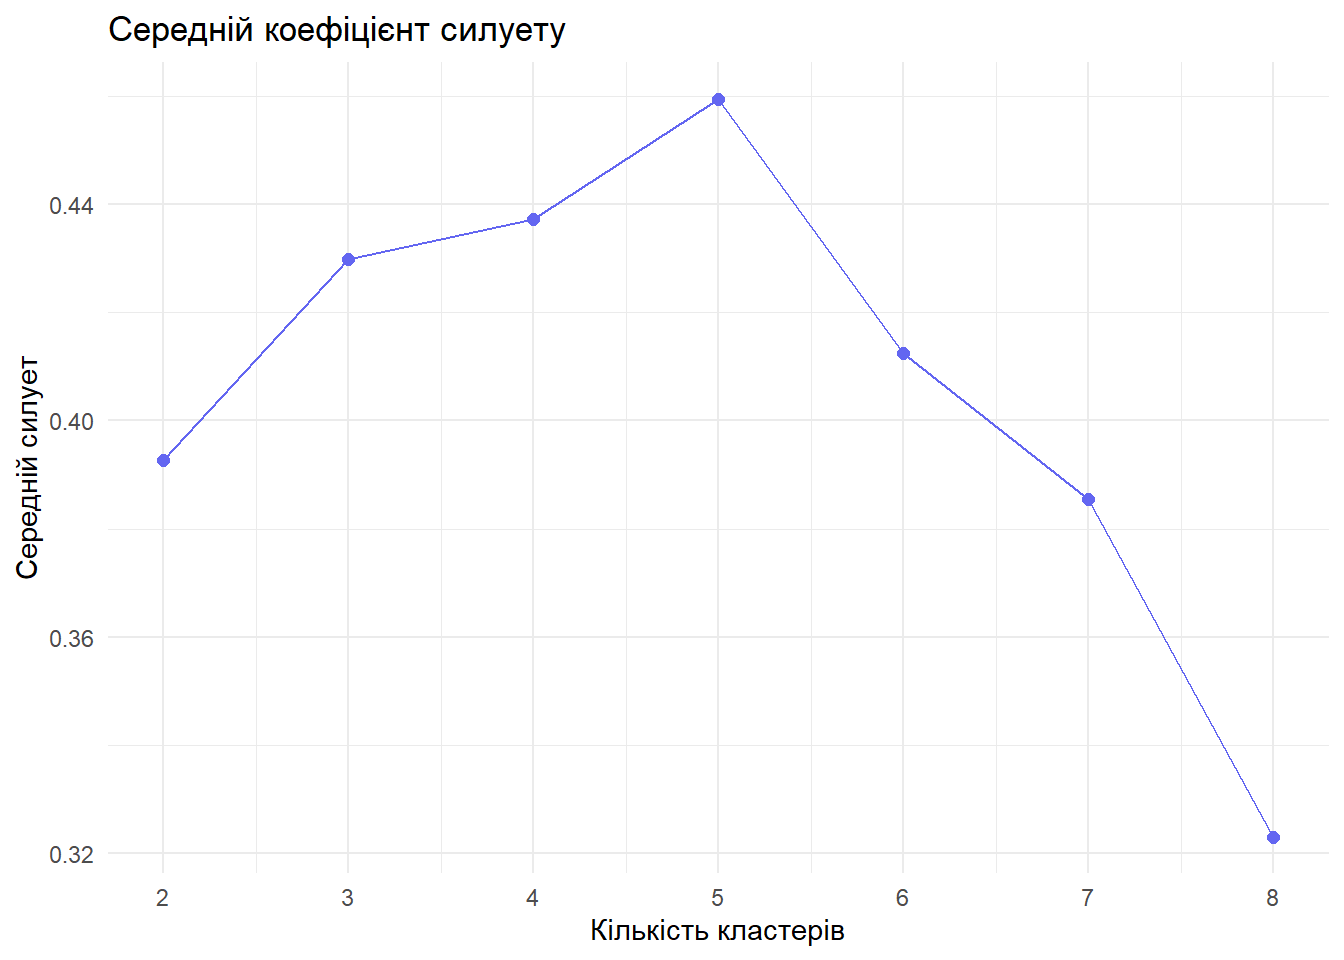 Середній коефіцієнт силуету
Середній силует
0.44
0.40
0.36
0.32
2 3 4 5 6 7 8
Кількість кластерів